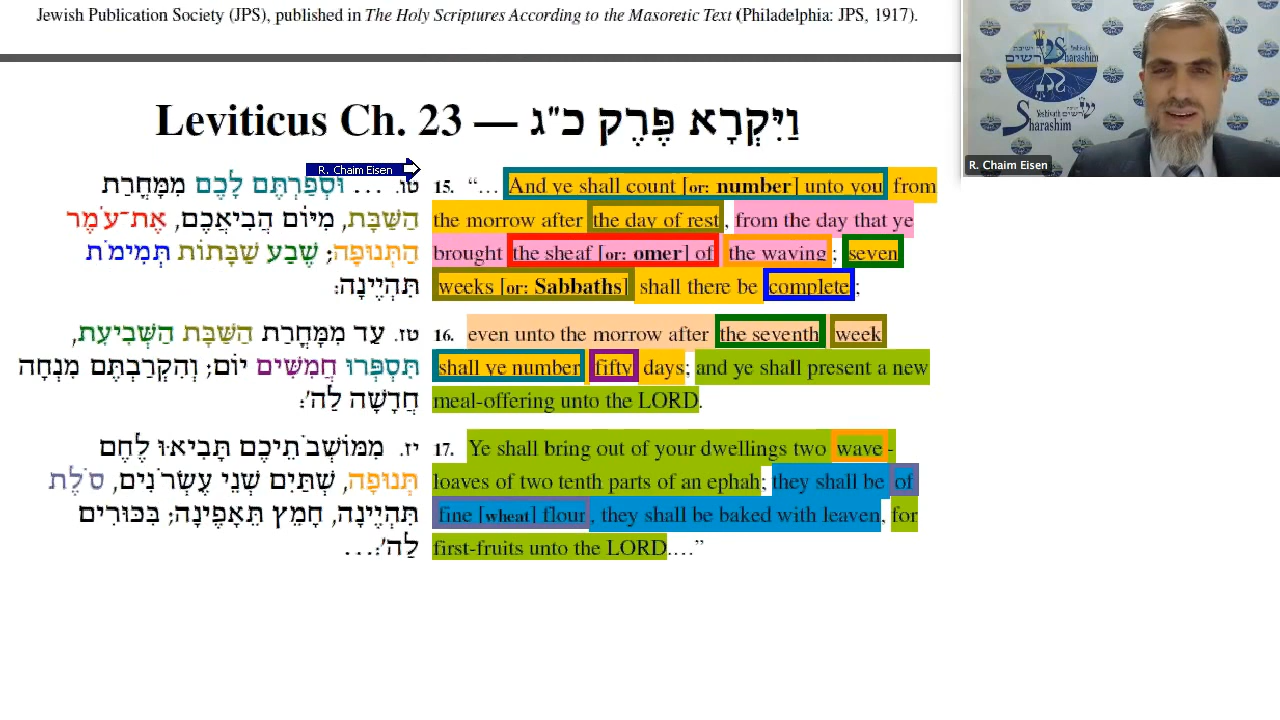 Jewish Publication Society (JPS), published in The Holy Scriptures According to the Masoretic Text (Philadelphia: JPS, 1917).
Leviticus Ch. 23 — וַיִּקְרָא פֶּרֶק כ"ג
R. Chaim Eisen
טו. ... וּסְפַרְתֶּם לָכֶם מִמָּחֳרַת
הַשַּׁבָּת, מִיּוֹם הֲבִיאֲכֶם, אֶת־עֹמֶר
הַתְּנוּפָה; שֶׁבַע שַׁבָּתוֹת תְּמִימֹת
תִּהְיֶינָה:
15. “... And ye shall count [or: number] unto you from
the morrow after the day of rest, from the day that ye
brought the sheaf [or: omer] of the waving; seven
weeks [or: Sabbaths] shall there be complete;
טז. עַד מִמָּחֳרַת הַשַּׁבָּת הַשְּׁבִיעִת,
תִּסְפְּרוּ חֲמִשִּׁים יוֹם; וְהִקְרַבְתֶּם מִנְחָה
חֲדָשָׁה לַה':
16. even unto the morrow after the seventh week
shall ye number fifty days; and ye shall present a new
meal-offering unto the LORD.
יז. מִמּוֹשְׁבֹתֵיכֶם תָּבִיאּוּ לֶחֶם
תְּנוּפָה, שְׁתַּיִם שְׁנֵי עֶשְׂרֹנִים, סֹלֶת
תִּהְיֶינָה, חָמֵץ תֵּאָפֶינָה; בִּכּוּרִים
לַה':...
17. Ye shall bring out of your dwellings two wave-
loaves of two tenth parts of an ephah; they shall be of
fine [wheat] flour, they shall be baked with leaven, for
first-fruits unto the LORD....”
ישיבת שרשים
Yeshivath Sharashim
R. Chaim Eisen